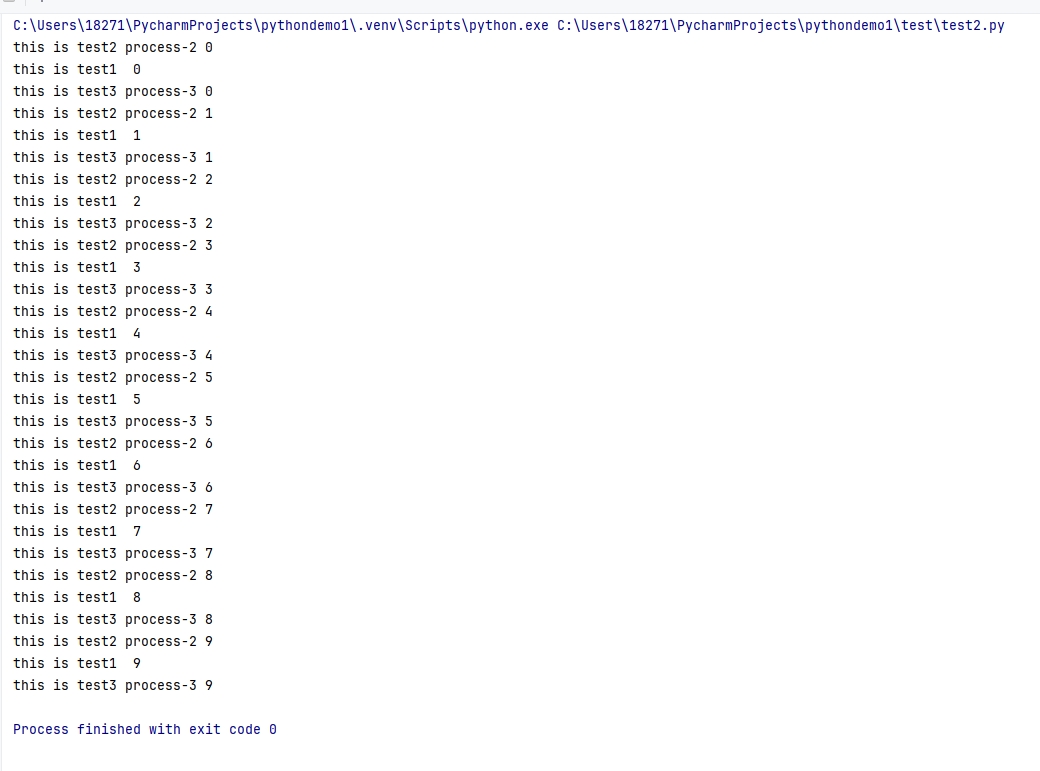 C:\Users\18271\PycharmProjects\pythondemo1\.venv\Scripts\python.exe C:\Users\18271\PycharmProjects\pythondemo1\test\test2.py
this is test2 process-2 0
this is test1  0
this is test3 process-3 0
this is test2 process-2 1
this is test1  1
this is test3 process-3 1
this is test2 process-2 2
this is test1  2
this is test3 process-3 2
this is test2 process-2 3
this is test1  3
this is test3 process-3 3
this is test2 process-2 4
this is test1  4
this is test3 process-3 4
this is test2 process-2 5
this is test1  5
this is test3 process-3 5
this is test2 process-2 6
this is test1  6
this is test3 process-3 6
this is test2 process-2 7
this is test1  7
this is test3 process-3 7
this is test2 process-2 8
this is test1  8
this is test3 process-3 8
this is test2 process-2 9
this is test1  9
this is test3 process-3 9
Process finished with exit code 0